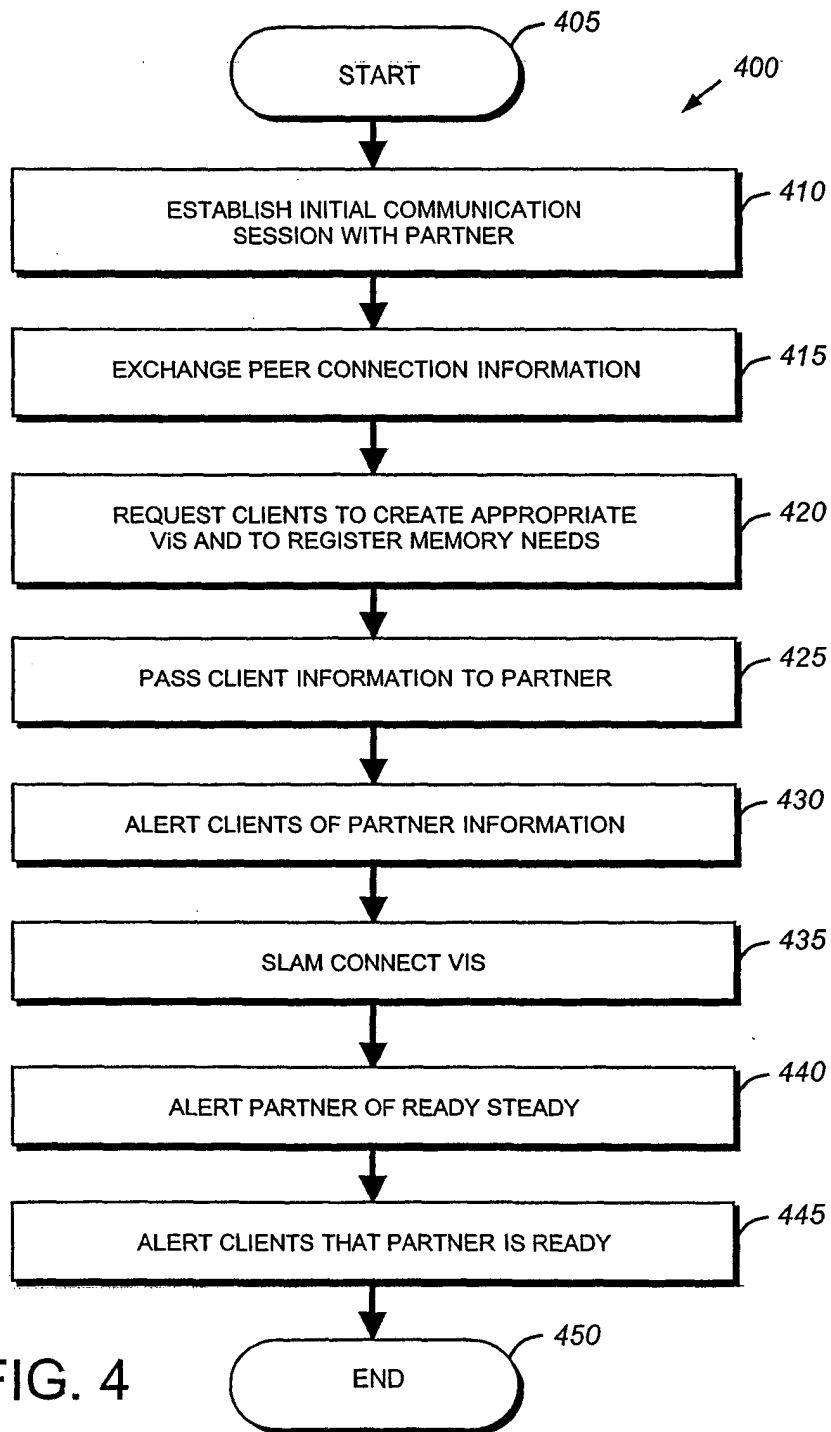 START
405
400
ESTABLISH INITIAL COMMUNICATION
SESSION WITH PARTNER
410
EXCHANGE PEER CONNECTION INFORMATION
415
REQUEST CLIENTS TO CREATE APPROPRIATE
ViS AND TO REGISTER MEMORY NEEDS
420
PASS CLIENT INFORMATION TO PARTNER
425
ALERT CLIENTS OF PARTNER INFORMATION
430
SLAM CONNECT VIS
435
ALERT PARTNER OF READY STEADY
440
ALERT CLIENTS THAT PARTNER IS READY
445
END
450
FIG. 4